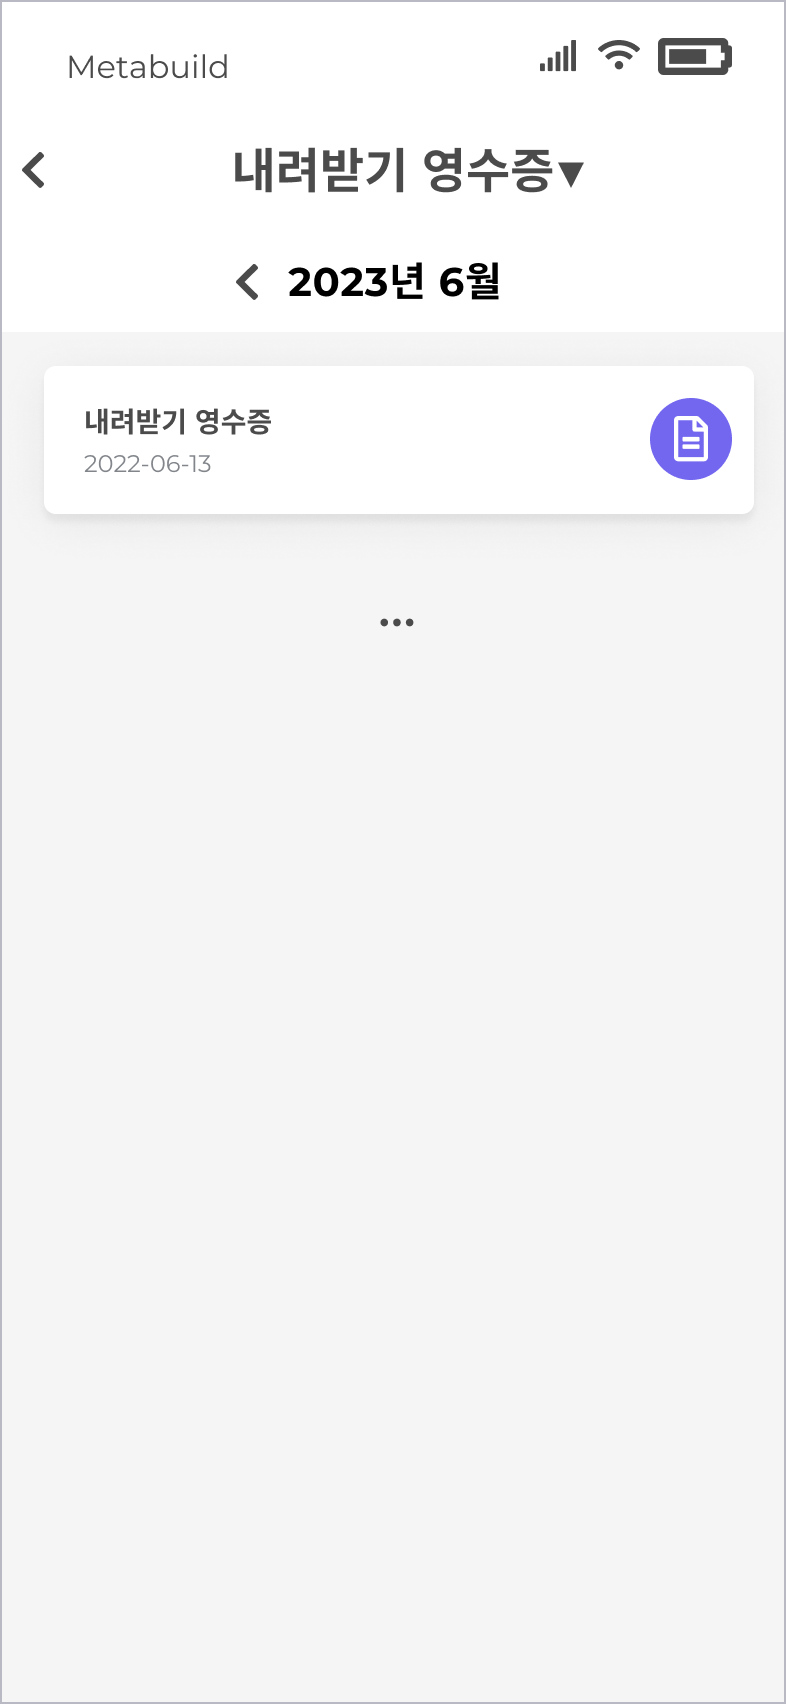 Metabuild
내려받기 영수증▼
2023년 6월
내려받기 영수증
2022-06-13
...